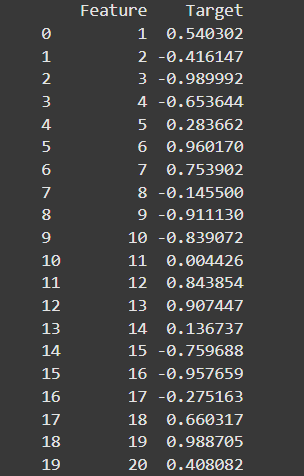 Feature Target
0 1 0.540302
1 2 -0.416147
2 3 -0.989992
3 4 -0.653644
4 5 0.283662
5 6 0.960170
6 7 0.753902
7 8 -0.145500
8 9 -0.911130
9 10 -0.839072
10 11 0.004426
11 12 0.843854
12 13 0.907447
13 14 0.136737
14 15 -0.759688
15 16 -0.957659
16 17 -0.275163
17 18 0.660317
18 19 0.988705
19 20 0.408082